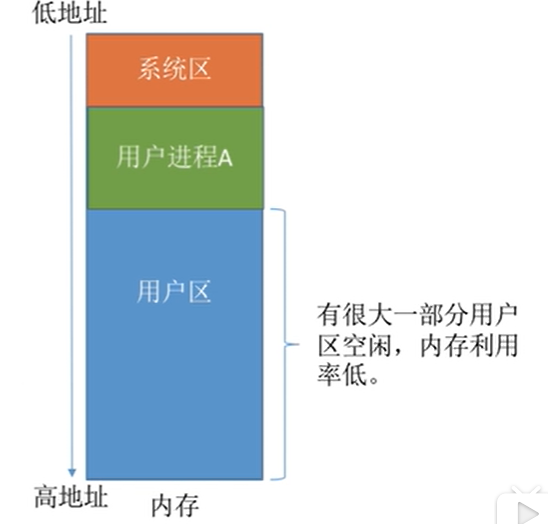 低地址
系统区
用户进程A
用户区
有很大一部分用户
区空闲，内存利用
率低。
高地址
内存